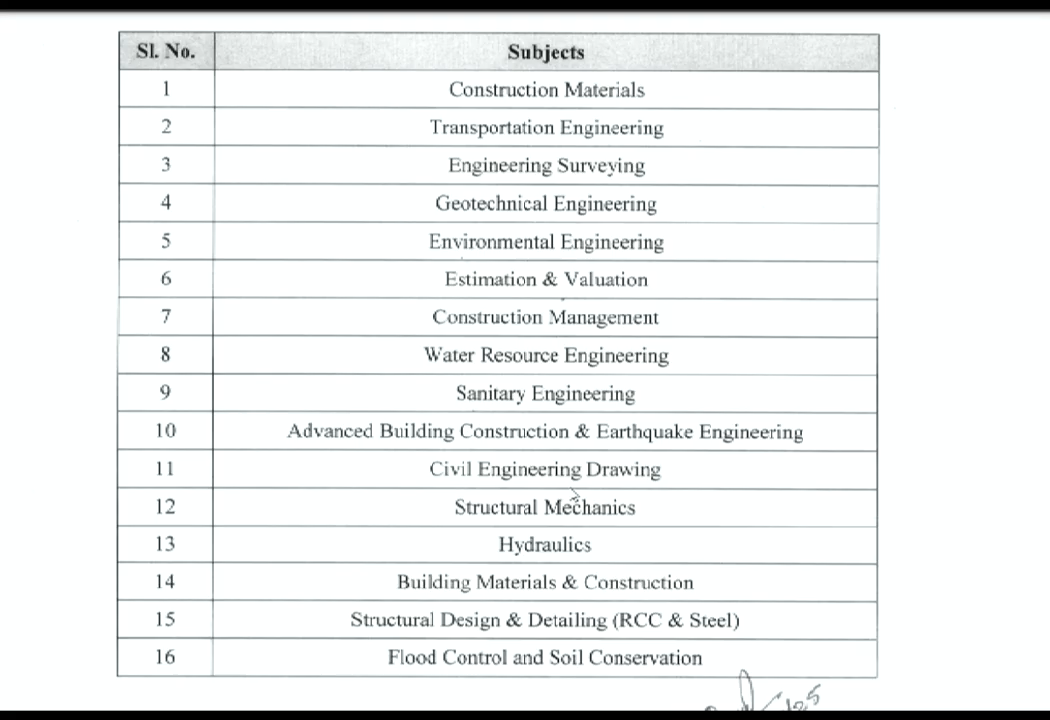 Sl. No. Subjects
1 Construction Materials
2 Transportation Engineering
3 Engineering Surveying
4 Geotechnical Engineering
5 Environmental Engineering
6 Estimation & Valuation
7 Construction Management
8 Water Resource Engineering
9 Sanitary Engineering
10 Advanced Building Construction & Earthquake Engineering
11 Civil Engineering Drawing
12 Structural Mechanics
13 Hydraulics
14 Building Materials & Construction
15 Structural Design & Detailing (RCC & Steel)
16 Flood Control and Soil Conservation